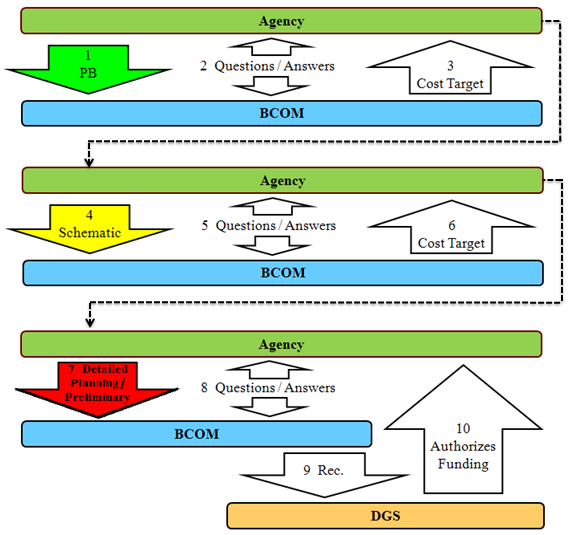 Agency
1
PB
2 Questions / Answers
3
Cost Target
BCOM
Agency
4
Schematic
5 Questions / Answers
6
Cost Target
BCOM
Agency
7 Detailed
Planning/
Preliminary
8 Questions / Answers
BCOM
10
Authorizes
Funding
9 Rec.
DGS